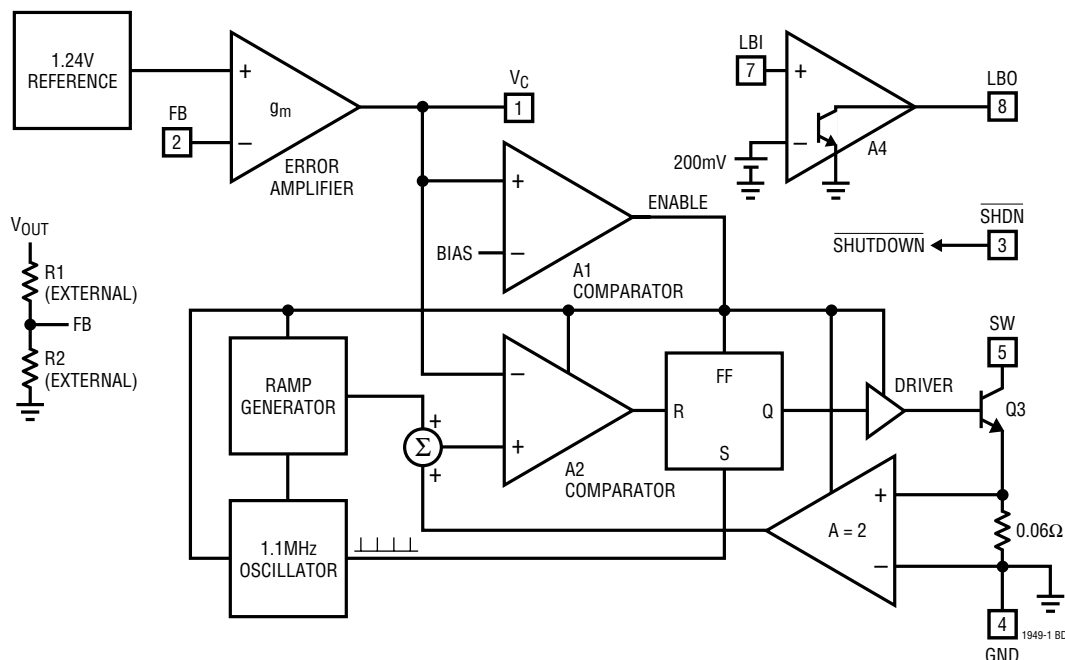 1.24V
REFERENCE
+
−
gm
ERROR
AMPLIFIER
FB
2
VC
1
LBI
7
+
−
200mV
A4
LBO
8
SHDN
3
SHUTDOWN
+
−
BIAS
ENABLE
A1
COMPARATOR
VOUT
R1
(EXTERNAL)
FB
R2
(EXTERNAL)
RAMP
GENERATOR
+
Σ
+
−
+
A2
COMPARATOR
FF
R
Q
S
DRIVER
SW
5
Q3
1.1MHz
OSCILLATOR
A = 2
+
−
0.06Ω
4
GND
1949-1 BD